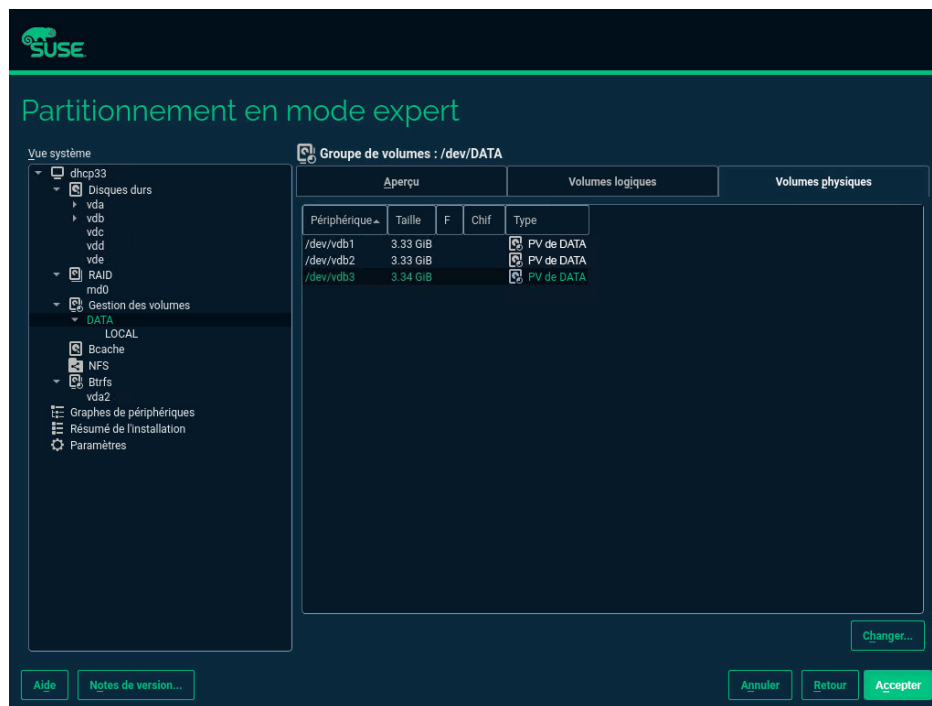 SUSE
Partitionnement en mode expert
Vue système
dhcp33
Disques durs
vda
vdb
vdc
vdd
vde
RAID
md0
Gestion des volumes
DATA
LOCAL
Bcache
NFS
Btrfs
vda2
Graphes de périphériques
Résumé de l'installation
Paramètres
Groupe de volumes : /dev/DATA
Aperçu Volumes logiques Volumes physiques
Périphérique Taille F Chif Type
/dev/vdb1 3.33 GiB PV de DATA
/dev/vdb2 3.33 GiB PV de DATA
/dev/vdb3 3.34 GiB PV de DATA
Changer...
Aide Notes de version... Annuler Retour Accepter